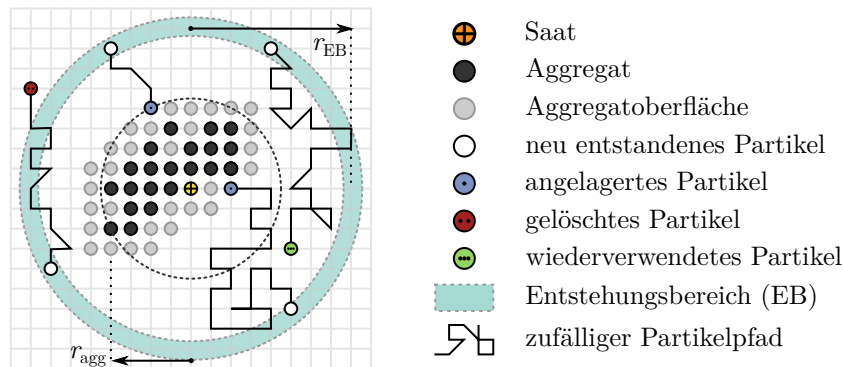 r_EB
r_agg
Saat
Aggregat
Aggregatoberfläche
neu entstandenes Partikel
angelagertes Partikel
gelöschtes Partikel
wiederverwendetes Partikel
Entstehungsbereich (EB)
zufälliger Partikelpfad